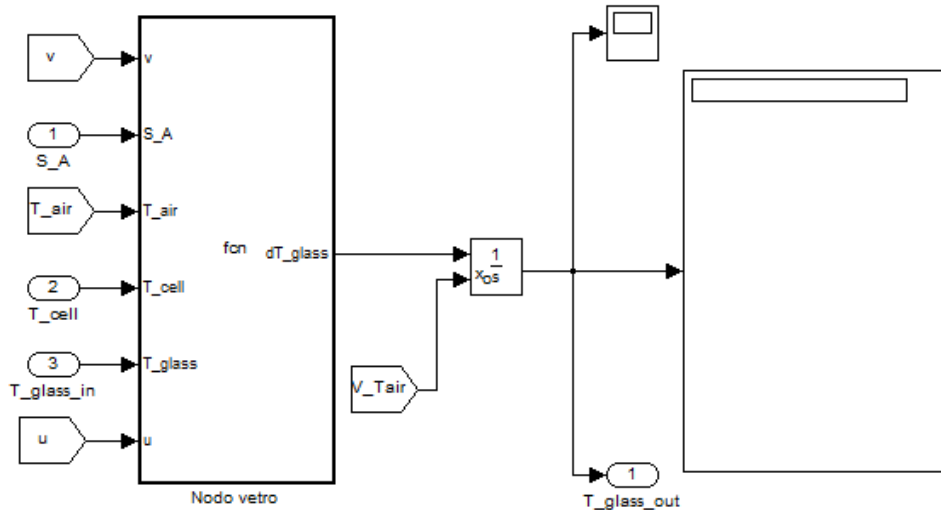 v
v
1
S_A
S_A
T_air
T_air
fcn
dT_glass
1
s
xo
2
T_cell
T_cell
3
T_glass
T_glass_in
V_Tair
u
u
1
T_glass_out
Nodo vetro